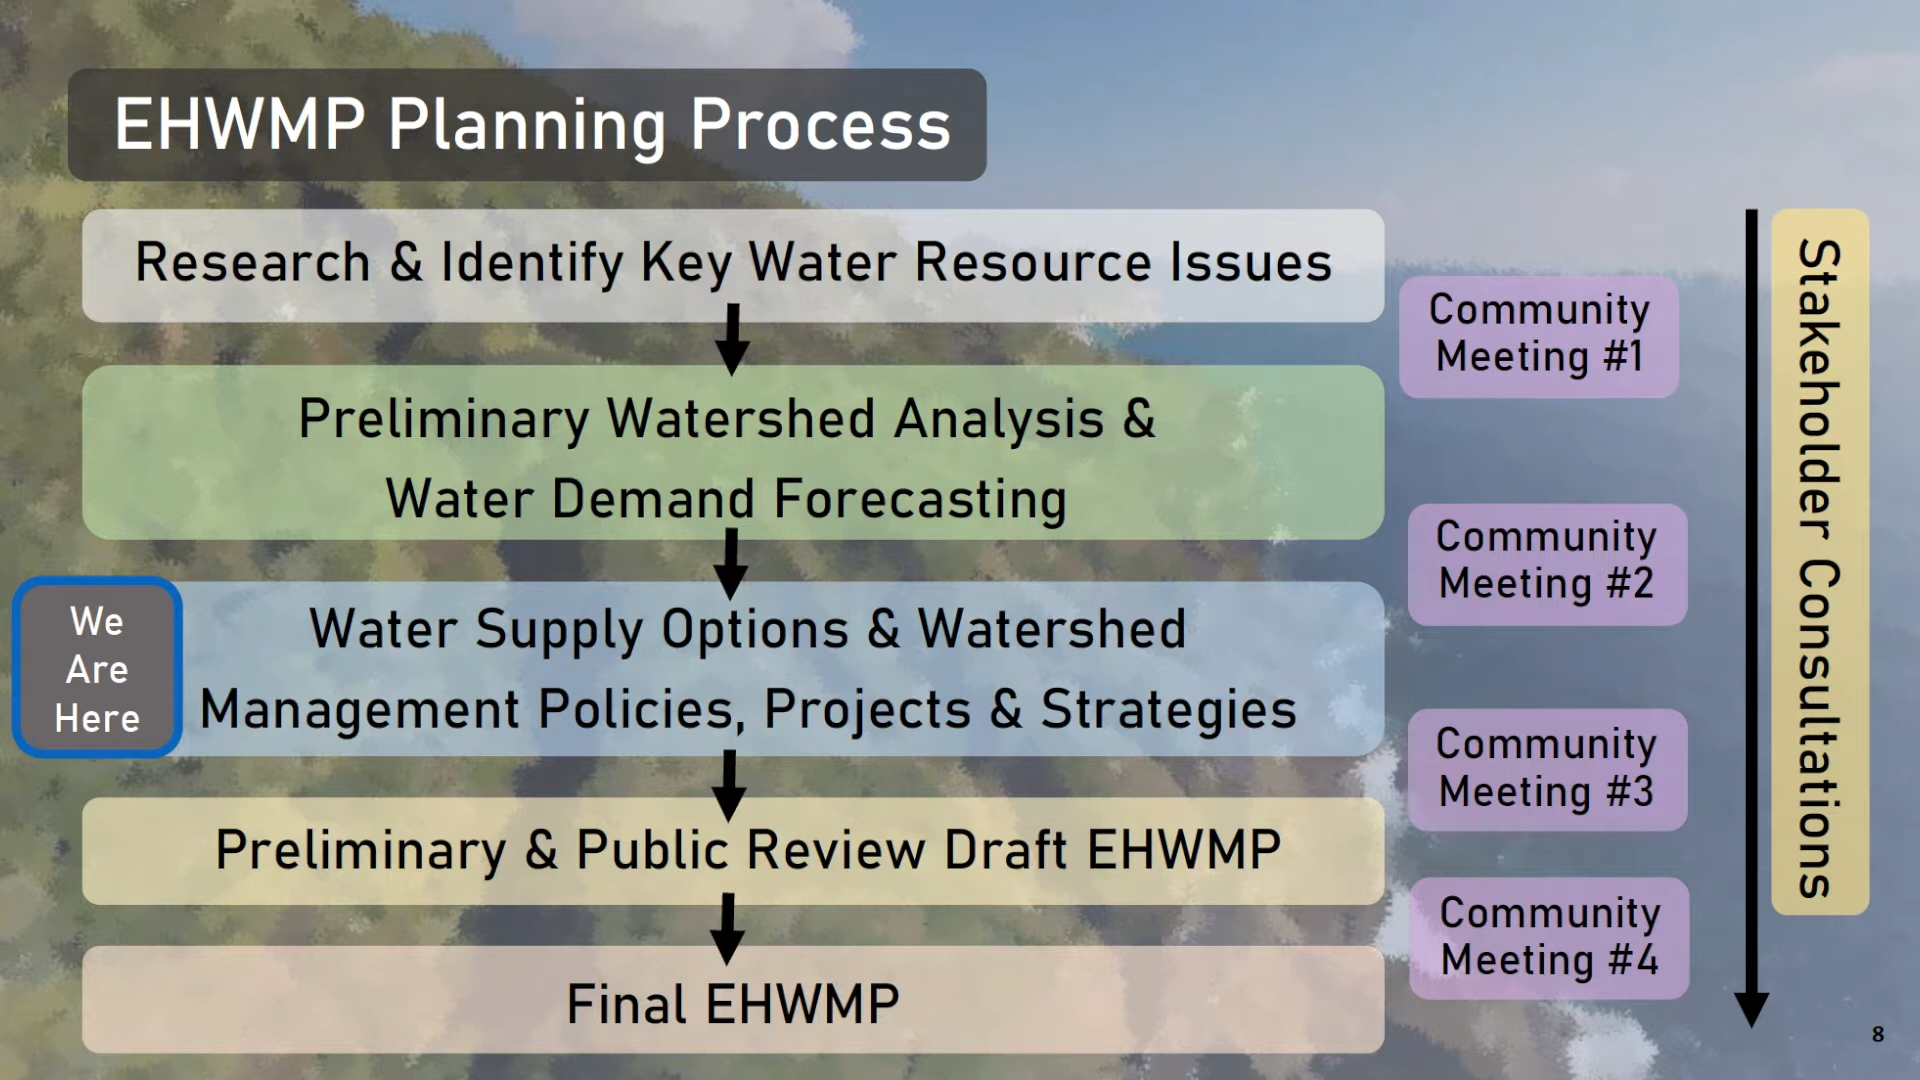 EHWMP Planning Process
Research & Identify Key Water Resource Issues
Community
Meeting #1
Preliminary Watershed Analysis &
Water Demand Forecasting
Community
Meeting #2
We
Are
Here
Water Supply Options & Watershed
Management Policies, Projects & Strategies
Community
Meeting #3
Preliminary & Public Review Draft EHWMP
Community
Meeting #4
Final EHWMP
Stakeholder Consultations
8